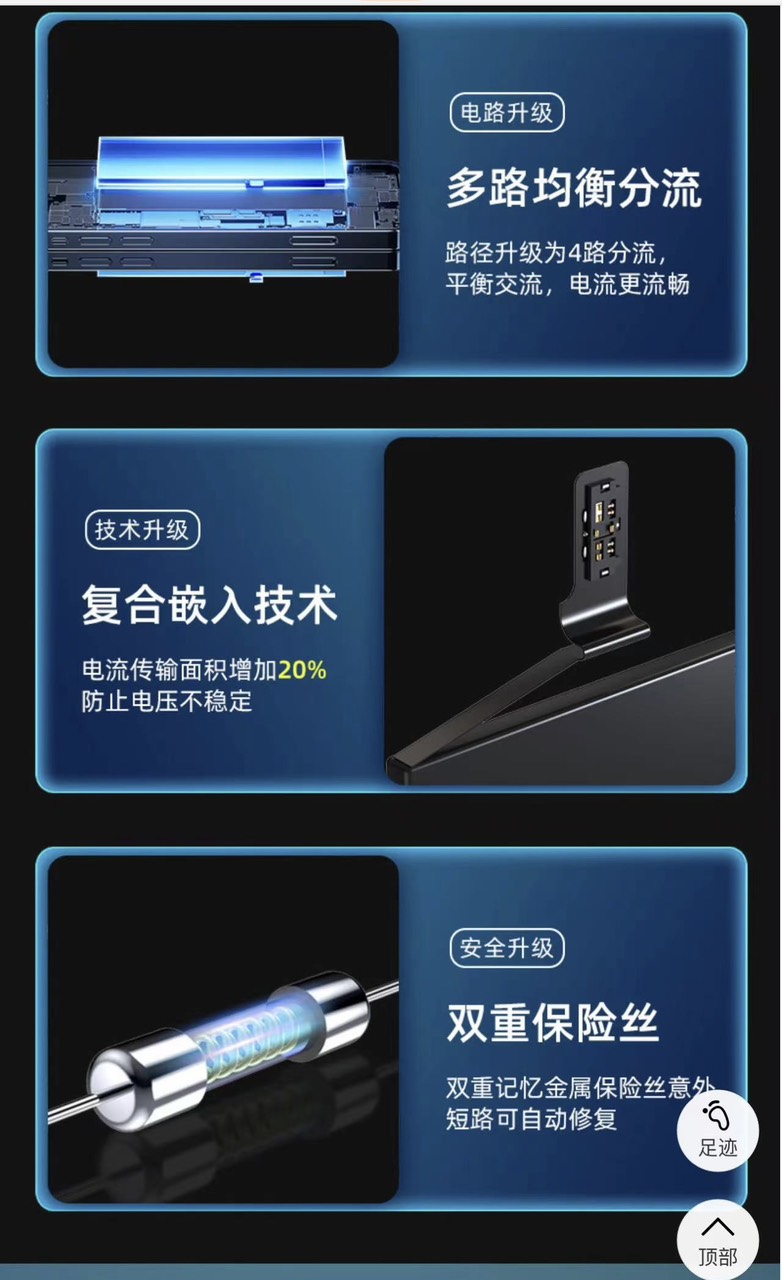 电路升级
多路均衡分流
路径升级为4路分流，
平衡交流，电流更流畅
技术升级
复合嵌入技术
电流传输面积增加20%
防止电压不稳定
安全升级
双重保险丝
双重记忆金属保险丝意外
短路可自动修复
足迹
顶部